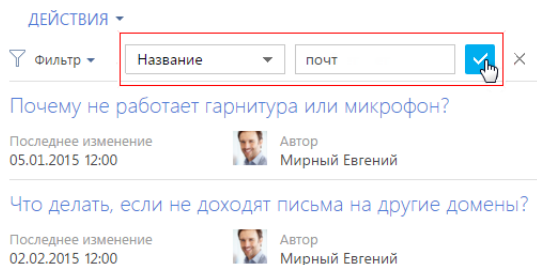 ДЕЙСТВИЯ
Фильтр Название почт
Почему не работает гарнитура или микрофон?
Последнее изменение Автор
05.01.2015 12:00 Мирный Евгений
Что делать, если не доходят письма на другие домены?
Последнее изменение Автор
02.02.2015 12:00 Мирный Евгений